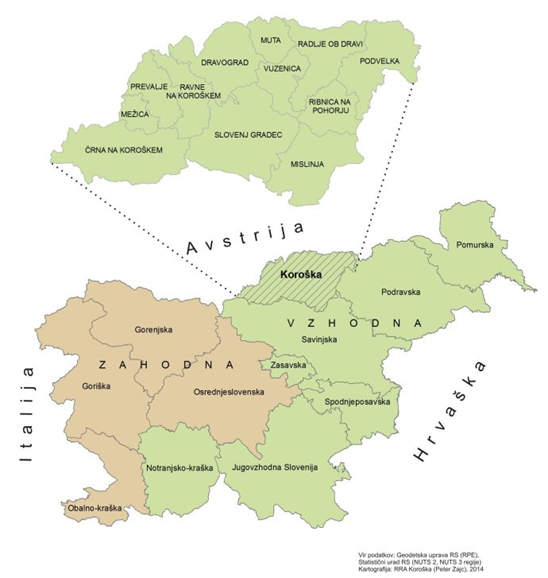 MUTA
RADLJE OB DRAVI
DRAVOGRAD
PODVELKA
VUZENICA
PREVALJE
RAVNE
NA KOROŠKEM
RIBNICA NA
POHORJU
MEŽICA
SLOVENJ GRADEC
ČRNA NA KOROŠKEM
MISLINJA
Avstrija
Pomurska
Koroška
Podravska
VZHODNA
Gorenjska
Savinjska
ZAHODNA
Zasavska
Goriška
Osrednjeslovenska
Spodnjeposavska
Italija
Hrvaška
Notranjsko-kraška
Jugovzhodna Slovenija
Obalno-kraška
Vir podatkov: Geodetska uprava RS (RPE),
Statistični urad RS (NUTS 2, NUTS 3 regije)
Kartografija: RRA Koroška (Peter Zajc), 2014